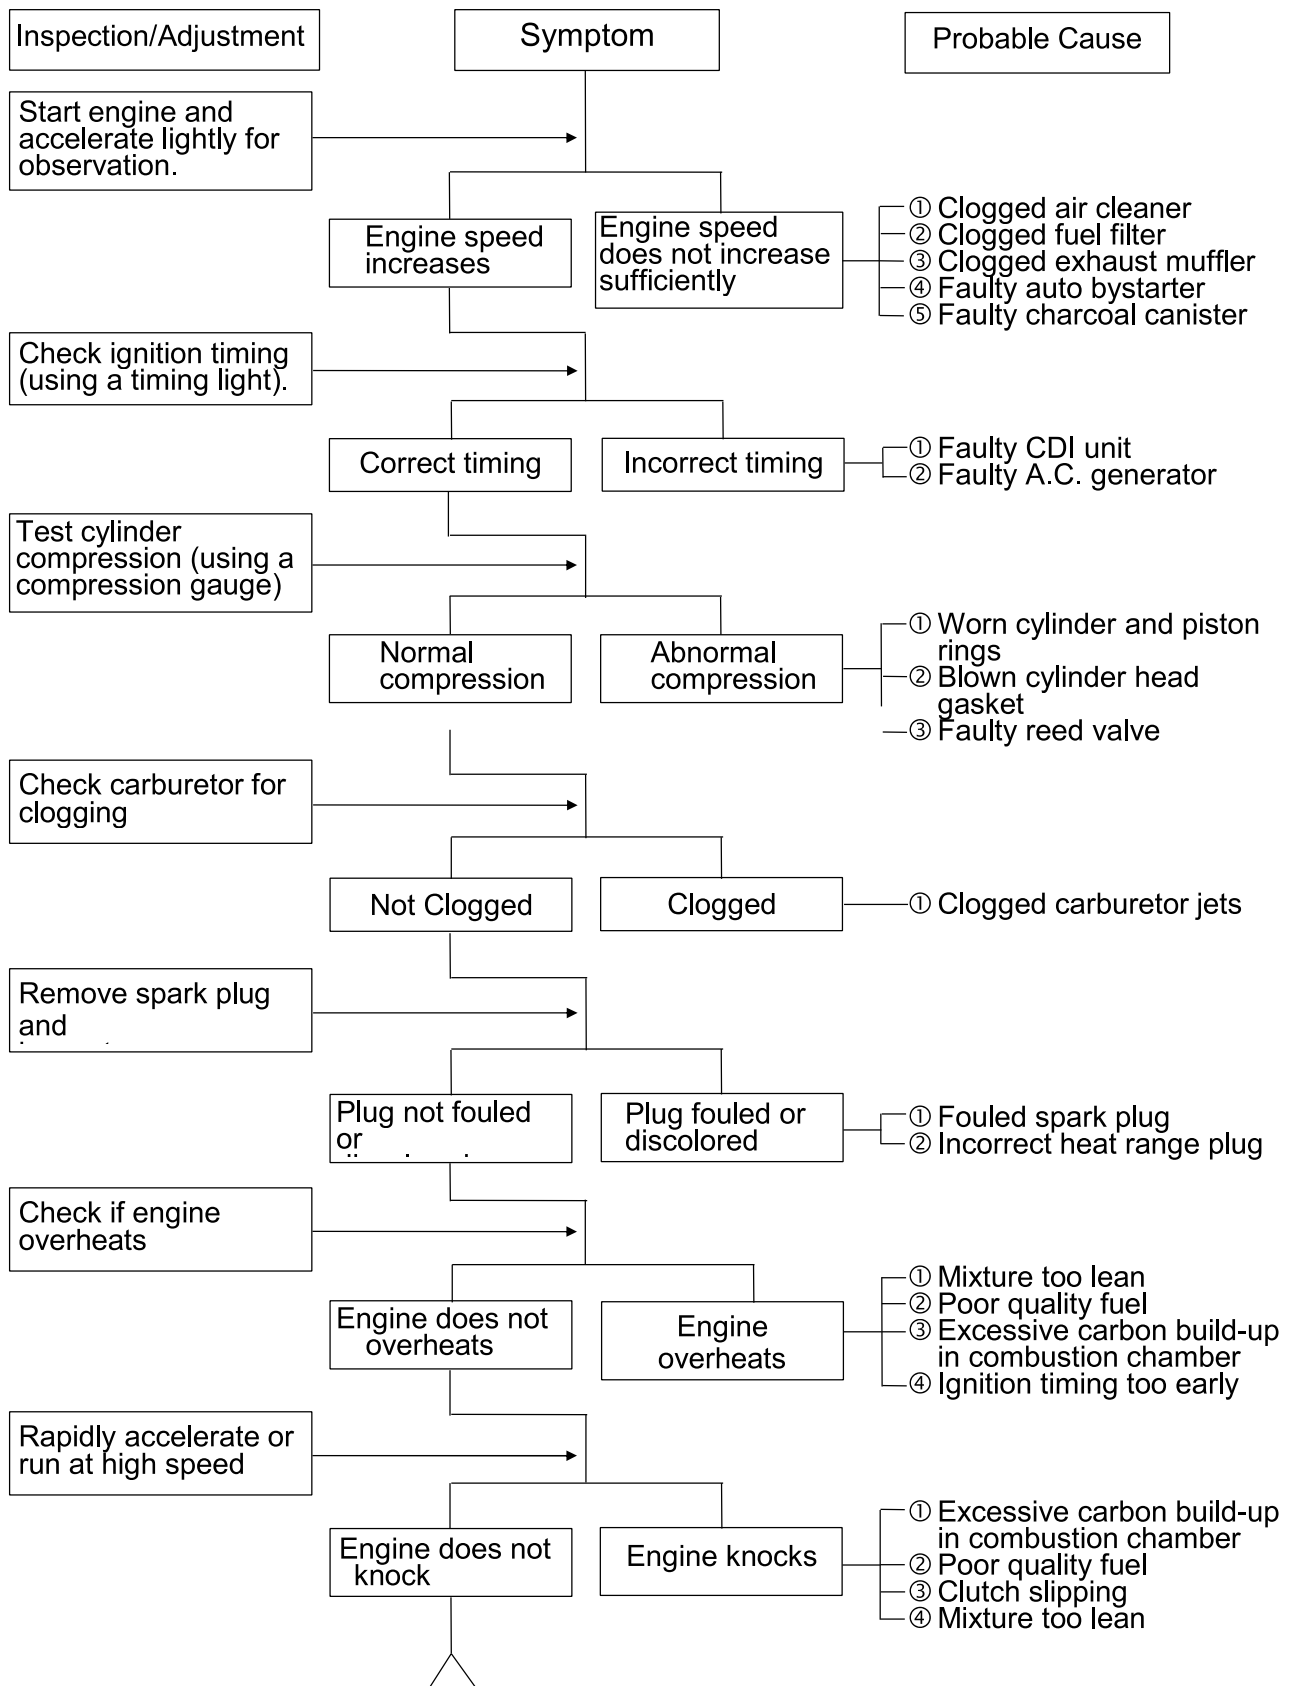 Inspection/Adjustment
Symptom
Probable Cause
Start engine and
accelerate lightly for
observation.
Engine speed
increases
Engine speed
does not increase
sufficiently
① Clogged air cleaner
② Clogged fuel filter
③ Clogged exhaust muffler
④ Faulty auto bystarter
⑤ Faulty charcoal canister
Check ignition timing
(using a timing light).
Correct timing
Incorrect timing
① Faulty CDI unit
② Faulty A.C. generator
Test cylinder
compression (using a
compression gauge)
Normal
compression
Abnormal
compression
① Worn cylinder and piston
rings
② Blown cylinder head
gasket
③ Faulty reed valve
Check carburetor for
clogging
Not Clogged
Clogged
① Clogged carburetor jets
Remove spark plug
and
Plug not fouled
or
Plug fouled or
discolored
① Fouled spark plug
② Incorrect heat range plug
Check if engine
overheats
Engine does not
overheats
Engine
overheats
① Mixture too lean
② Poor quality fuel
③ Excessive carbon build-up
in combustion chamber
④ Ignition timing too early
Rapidly accelerate or
run at high speed
Engine does not
knock
Engine knocks
① Excessive carbon build-up
in combustion chamber
② Poor quality fuel
③ Clutch slipping
④ Mixture too lean